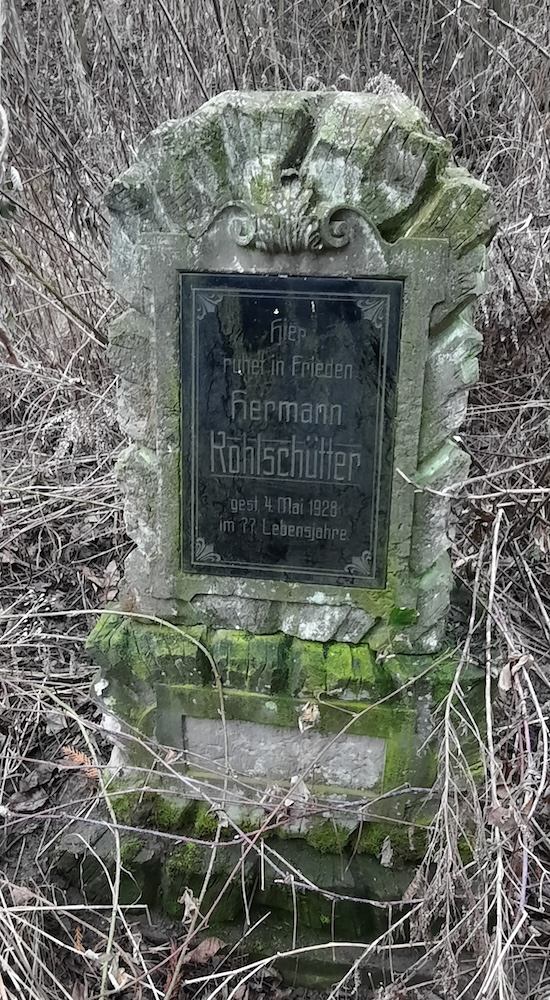 Hier
ruhet in Frieden
Hermann
Kohlschütter
gest. 4. Mai 1928
im 77. Lebensjahre.